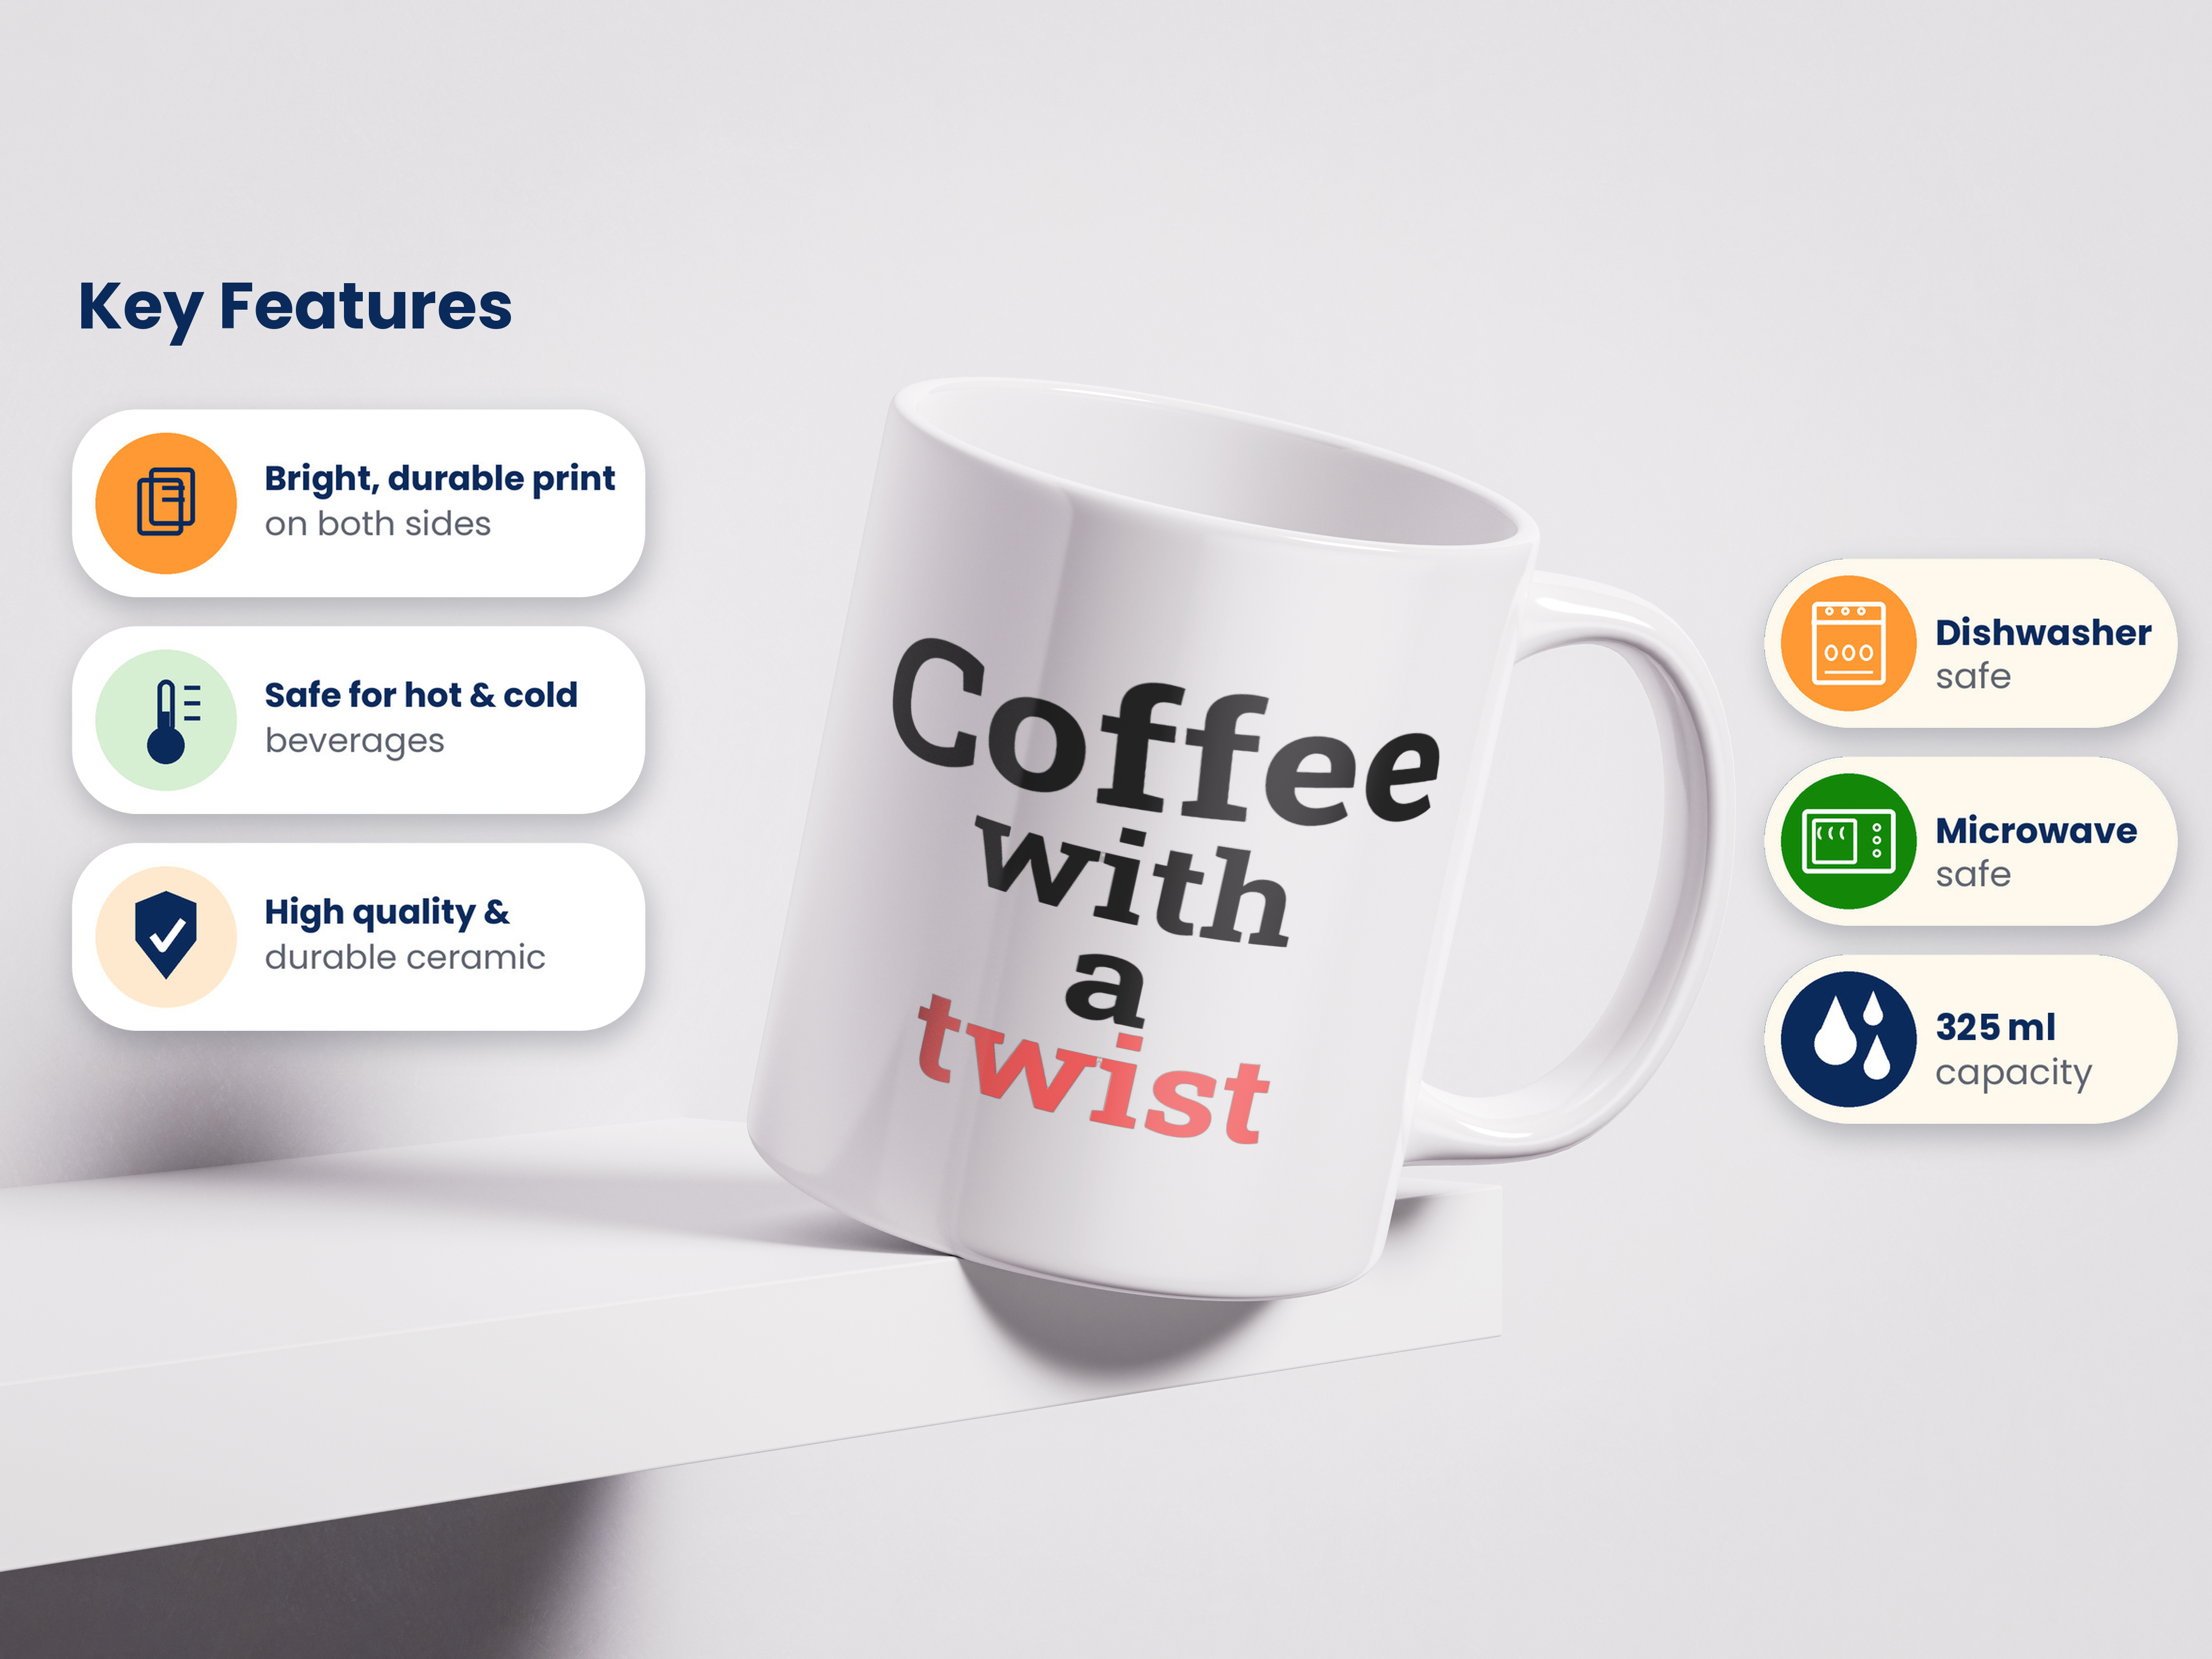 Key Features
Bright, durable print
on both sides
Safe for hot & cold
beverages
High quality &
durable ceramic
Coffee
with
a
twist
Dishwasher
safe
Microwave
safe
325 ml
capacity